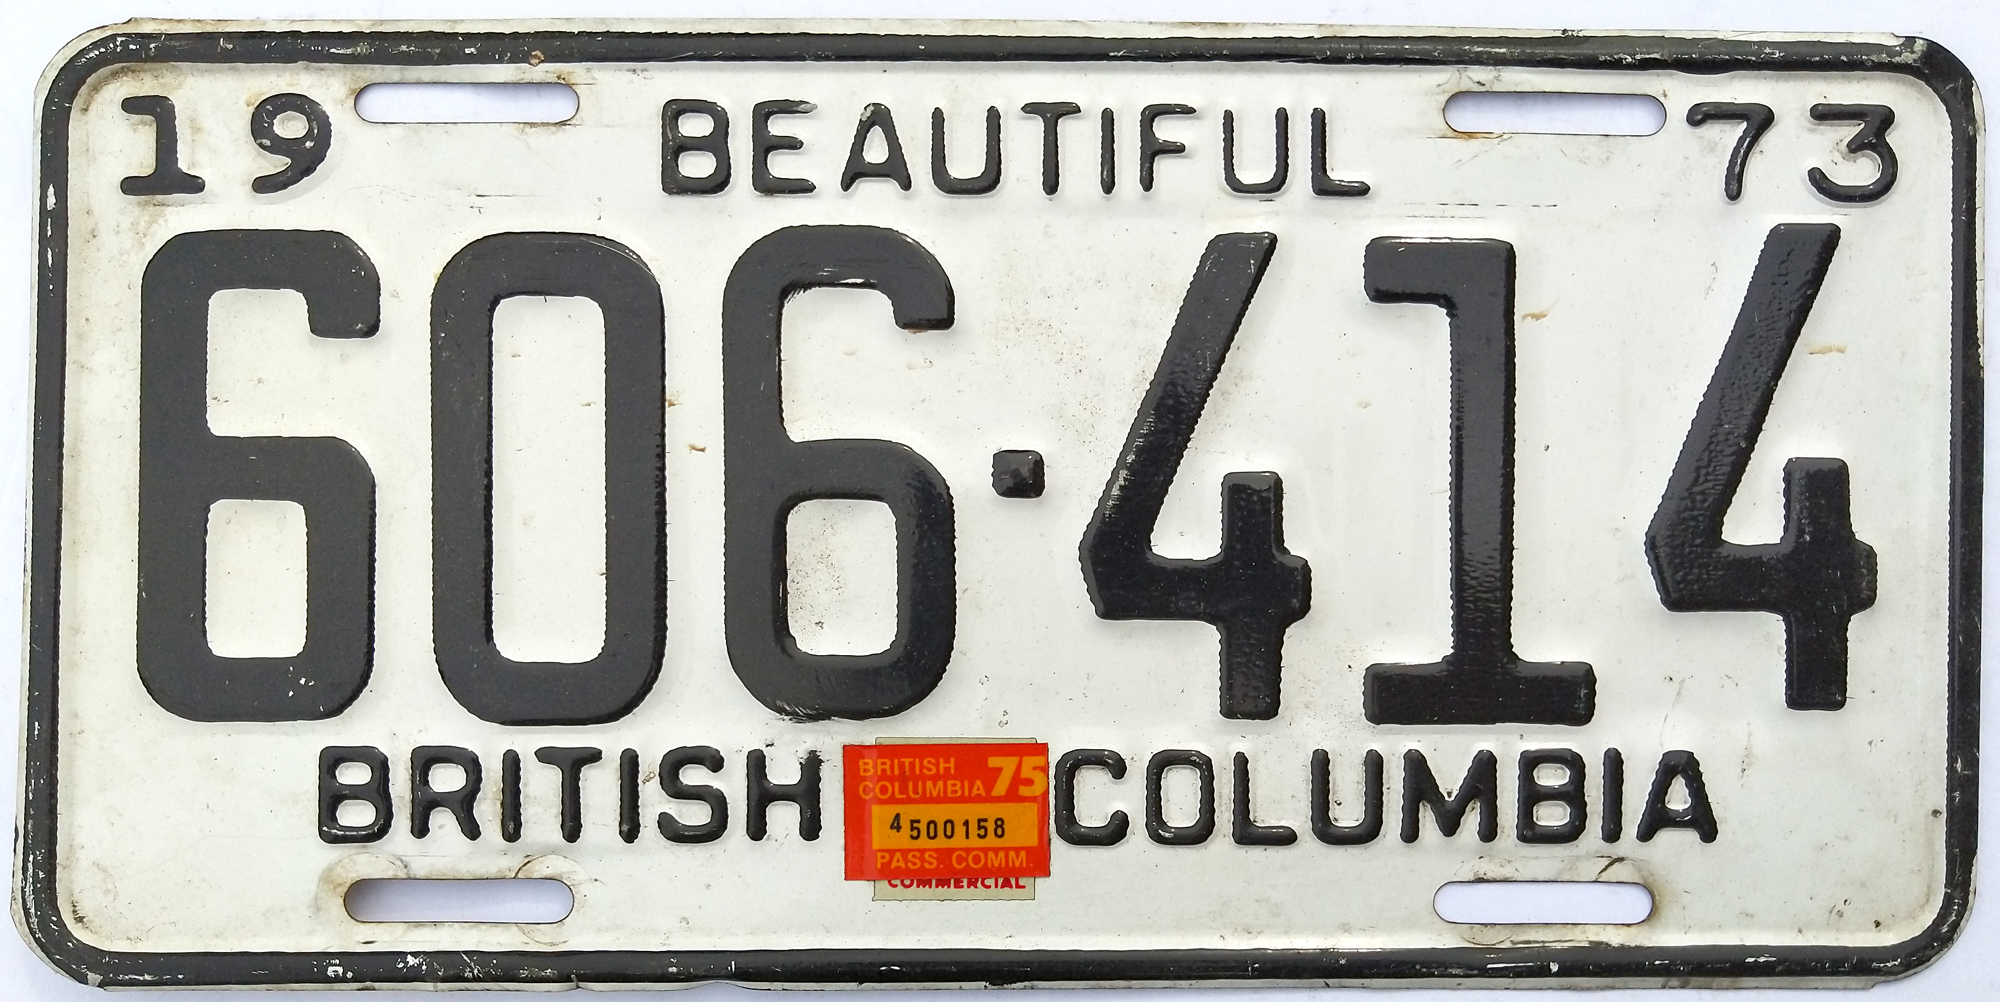 19 BEAUTIFUL 73
606·414
BRITISH COLUMBIA
BRITISH
COLUMBIA 75
4500158
PASS. COMM.
COMMERCIAL